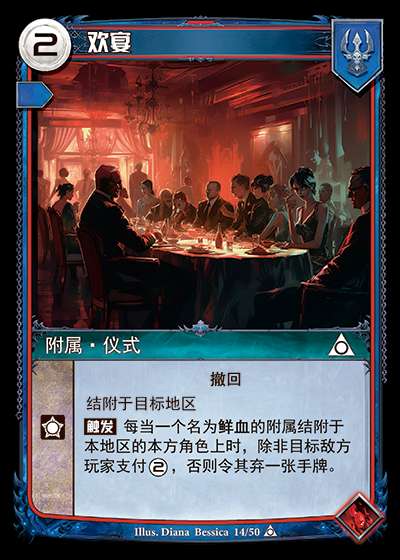 2 欢宴
附属·仪式
撤回
结附于目标地区
触发 每当一个名为鲜血的附属结附于
本地区的本方角色上时，除非目标敌方
玩家支付②，否则令其弃一张手牌。
Illus. Diana Bessica 14/50